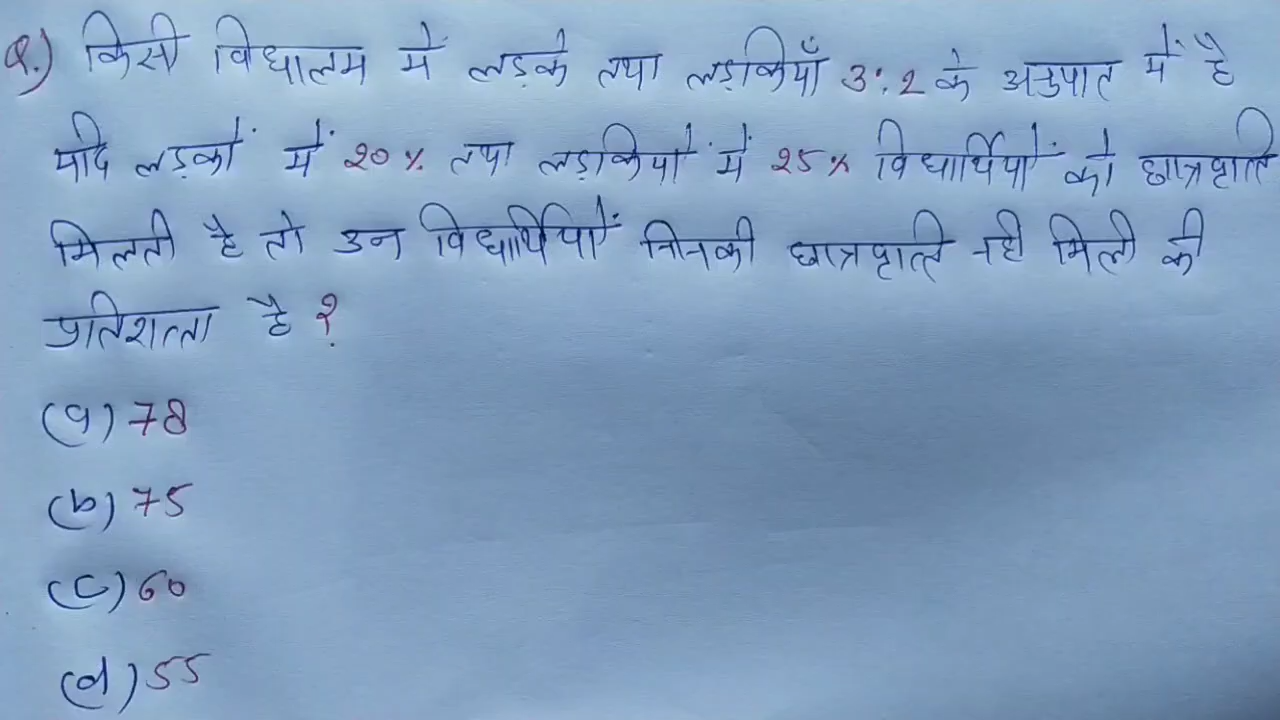 Q.) किसी विद्यालय में लड़के तथा लड़कियाँ 3:2 के अनुपात में है
यदि लड़कों में 20% तथा लड़कियों में 25% विद्यार्थियों को छात्रवृत्ति
मिलती है तो उन विद्यार्थियों जिनकी छात्रवृत्ति नही मिली की
प्रतिशतता है ?
(a) 78
(b) 75
(c) 60
(d) 55